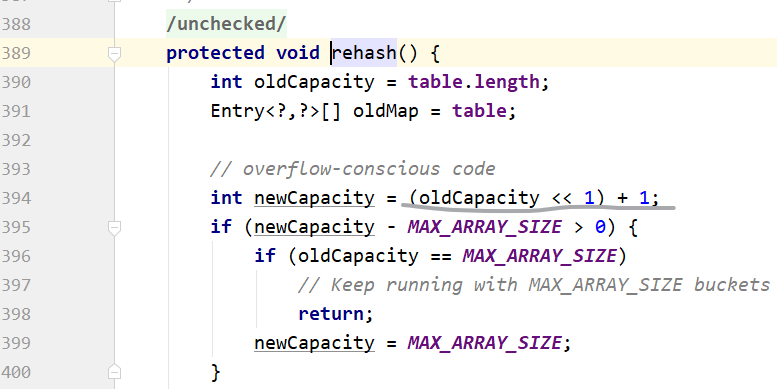 388 /unchecked/
389 protected void rehash() {
390 int oldCapacity = table.length;
391 Entry<?,?>[] oldMap = table;
392
393 // overflow-conscious code
394 int newCapacity = (oldCapacity << 1) + 1;
395 if (newCapacity - MAX_ARRAY_SIZE > 0) {
396 if (oldCapacity == MAX_ARRAY_SIZE)
397 // Keep running with MAX_ARRAY_SIZE buckets
398 return;
399 newCapacity = MAX_ARRAY_SIZE;
400 }